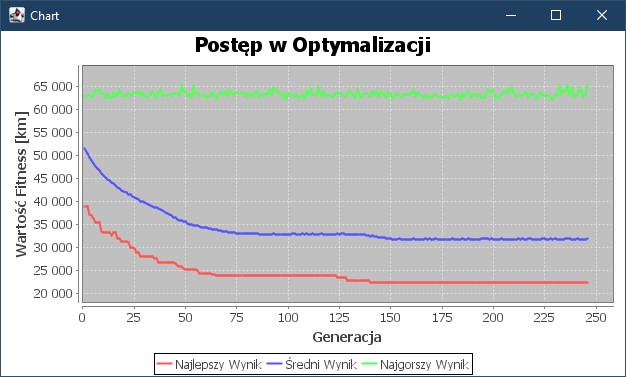 Chart
Postęp w Optymalizacji
Wartość Fitness [km]
65 000
60 000
55 000
50 000
45 000
40 000
35 000
30 000
25 000
20 000
0 25 50 75 100 125 150 175 200 225 250
Generacja
Najlepszy Wynik Średni Wynik Najgorszy Wynik